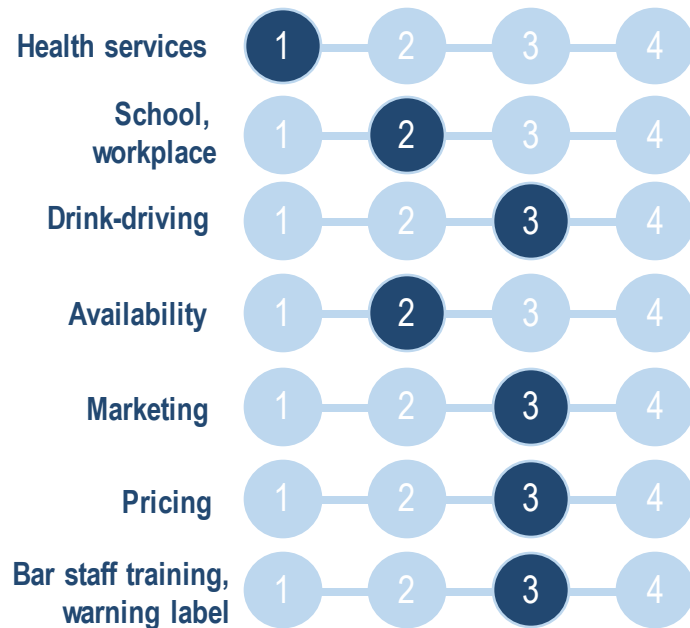 Health services 1 2 3 4
School,
workplace 1 2 3 4
Drink-driving 1 2 3 4
Availability 1 2 3 4
Marketing 1 2 3 4
Pricing 1 2 3 4
Bar staff training,
warning label 1 2 3 4